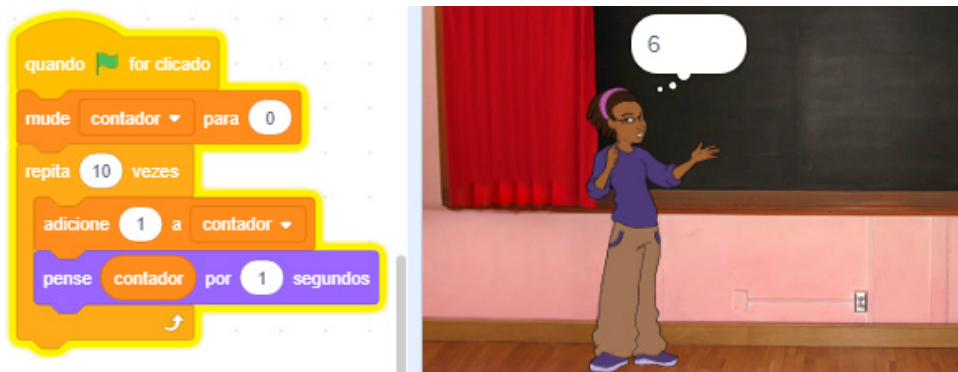 quando for clicado
mude contador para 0
repita 10 vezes
adicione 1 a contador
pense contador por 1 segundos
6